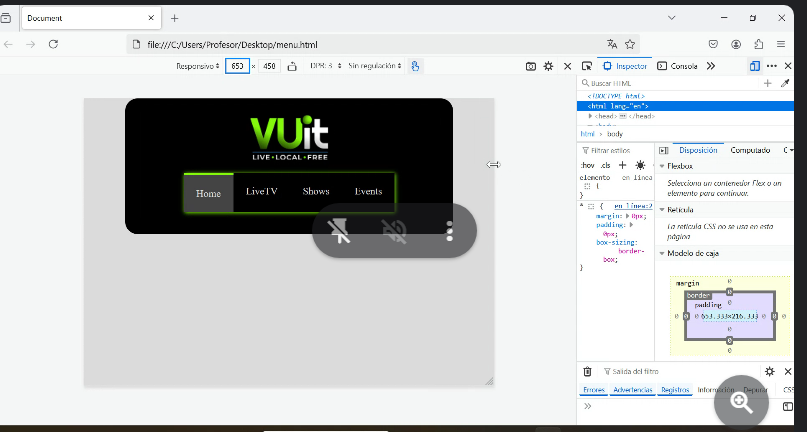 Document
file:///C:/Users/Profesor/Desktop/menu.html
Responsivo 653 × 458 DPR: 3 Sin regulación
Inspector Consola
Buscar HTML
<!DOCTYPE html>
<html lang="en">
<head> </head>
html body
Filtrar estilos
:hov .cls
Disposición Computado
elemento en línea
{
}
* { en línea:2
margin: 0px;
padding:
0px;
box-sizing:
border-
box;
}
Flexbox
Selecciona un contenedor Flex o un
elemento para continuar.
Retícula
La retícula CSS no se usa en esta
página
Modelo de caja
margin 0
border 0
padding 0
0 0 0 653.333×216.333 0 0 0
0
0
0
VUit
LIVE•LOCAL•FREE
Home LiveTV Shows Events
Salida del filtro
Errores Advertencias Registros Información Depurar CSS